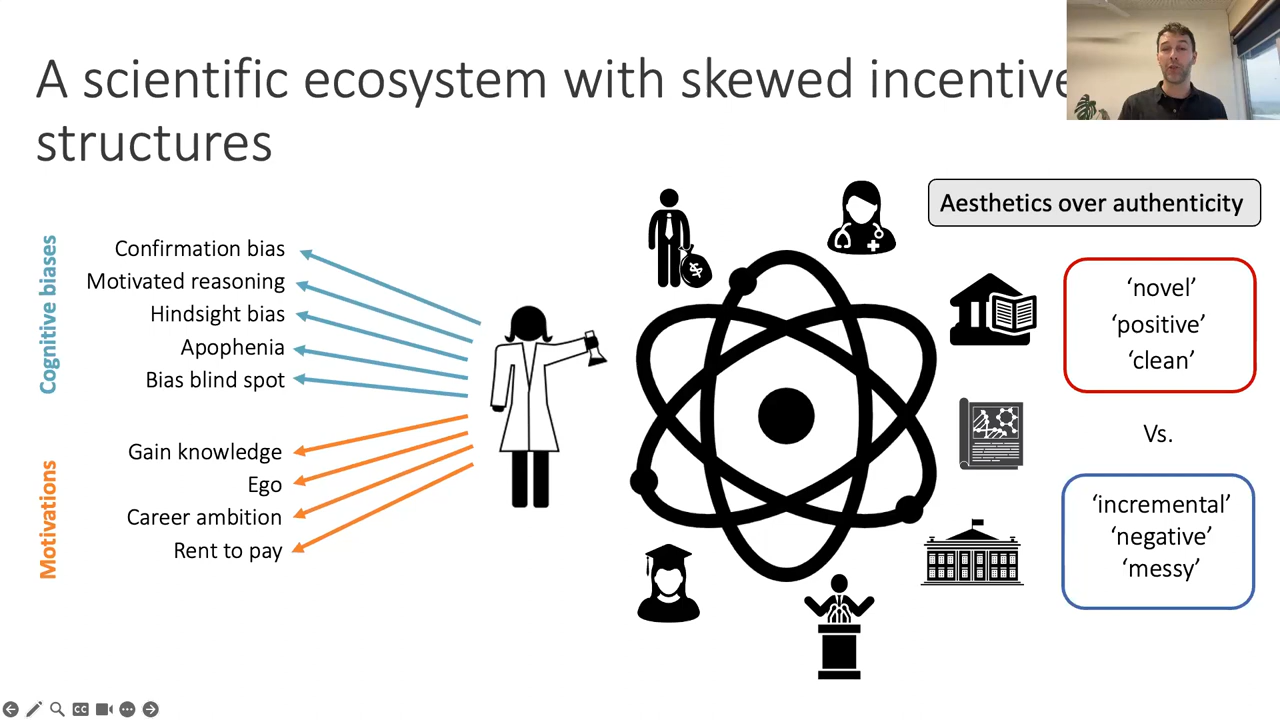 A scientific ecosystem with skewed incentive
structures
Aesthetics over authenticity
Cognitive biases
Confirmation bias
Motivated reasoning
Hindsight bias
Apophenia
Bias blind spot
Motivations
Gain knowledge
Ego
Career ambition
Rent to pay
$
‘novel’
‘positive’
‘clean’
Vs.
‘incremental’
‘negative’
‘messy’
CC